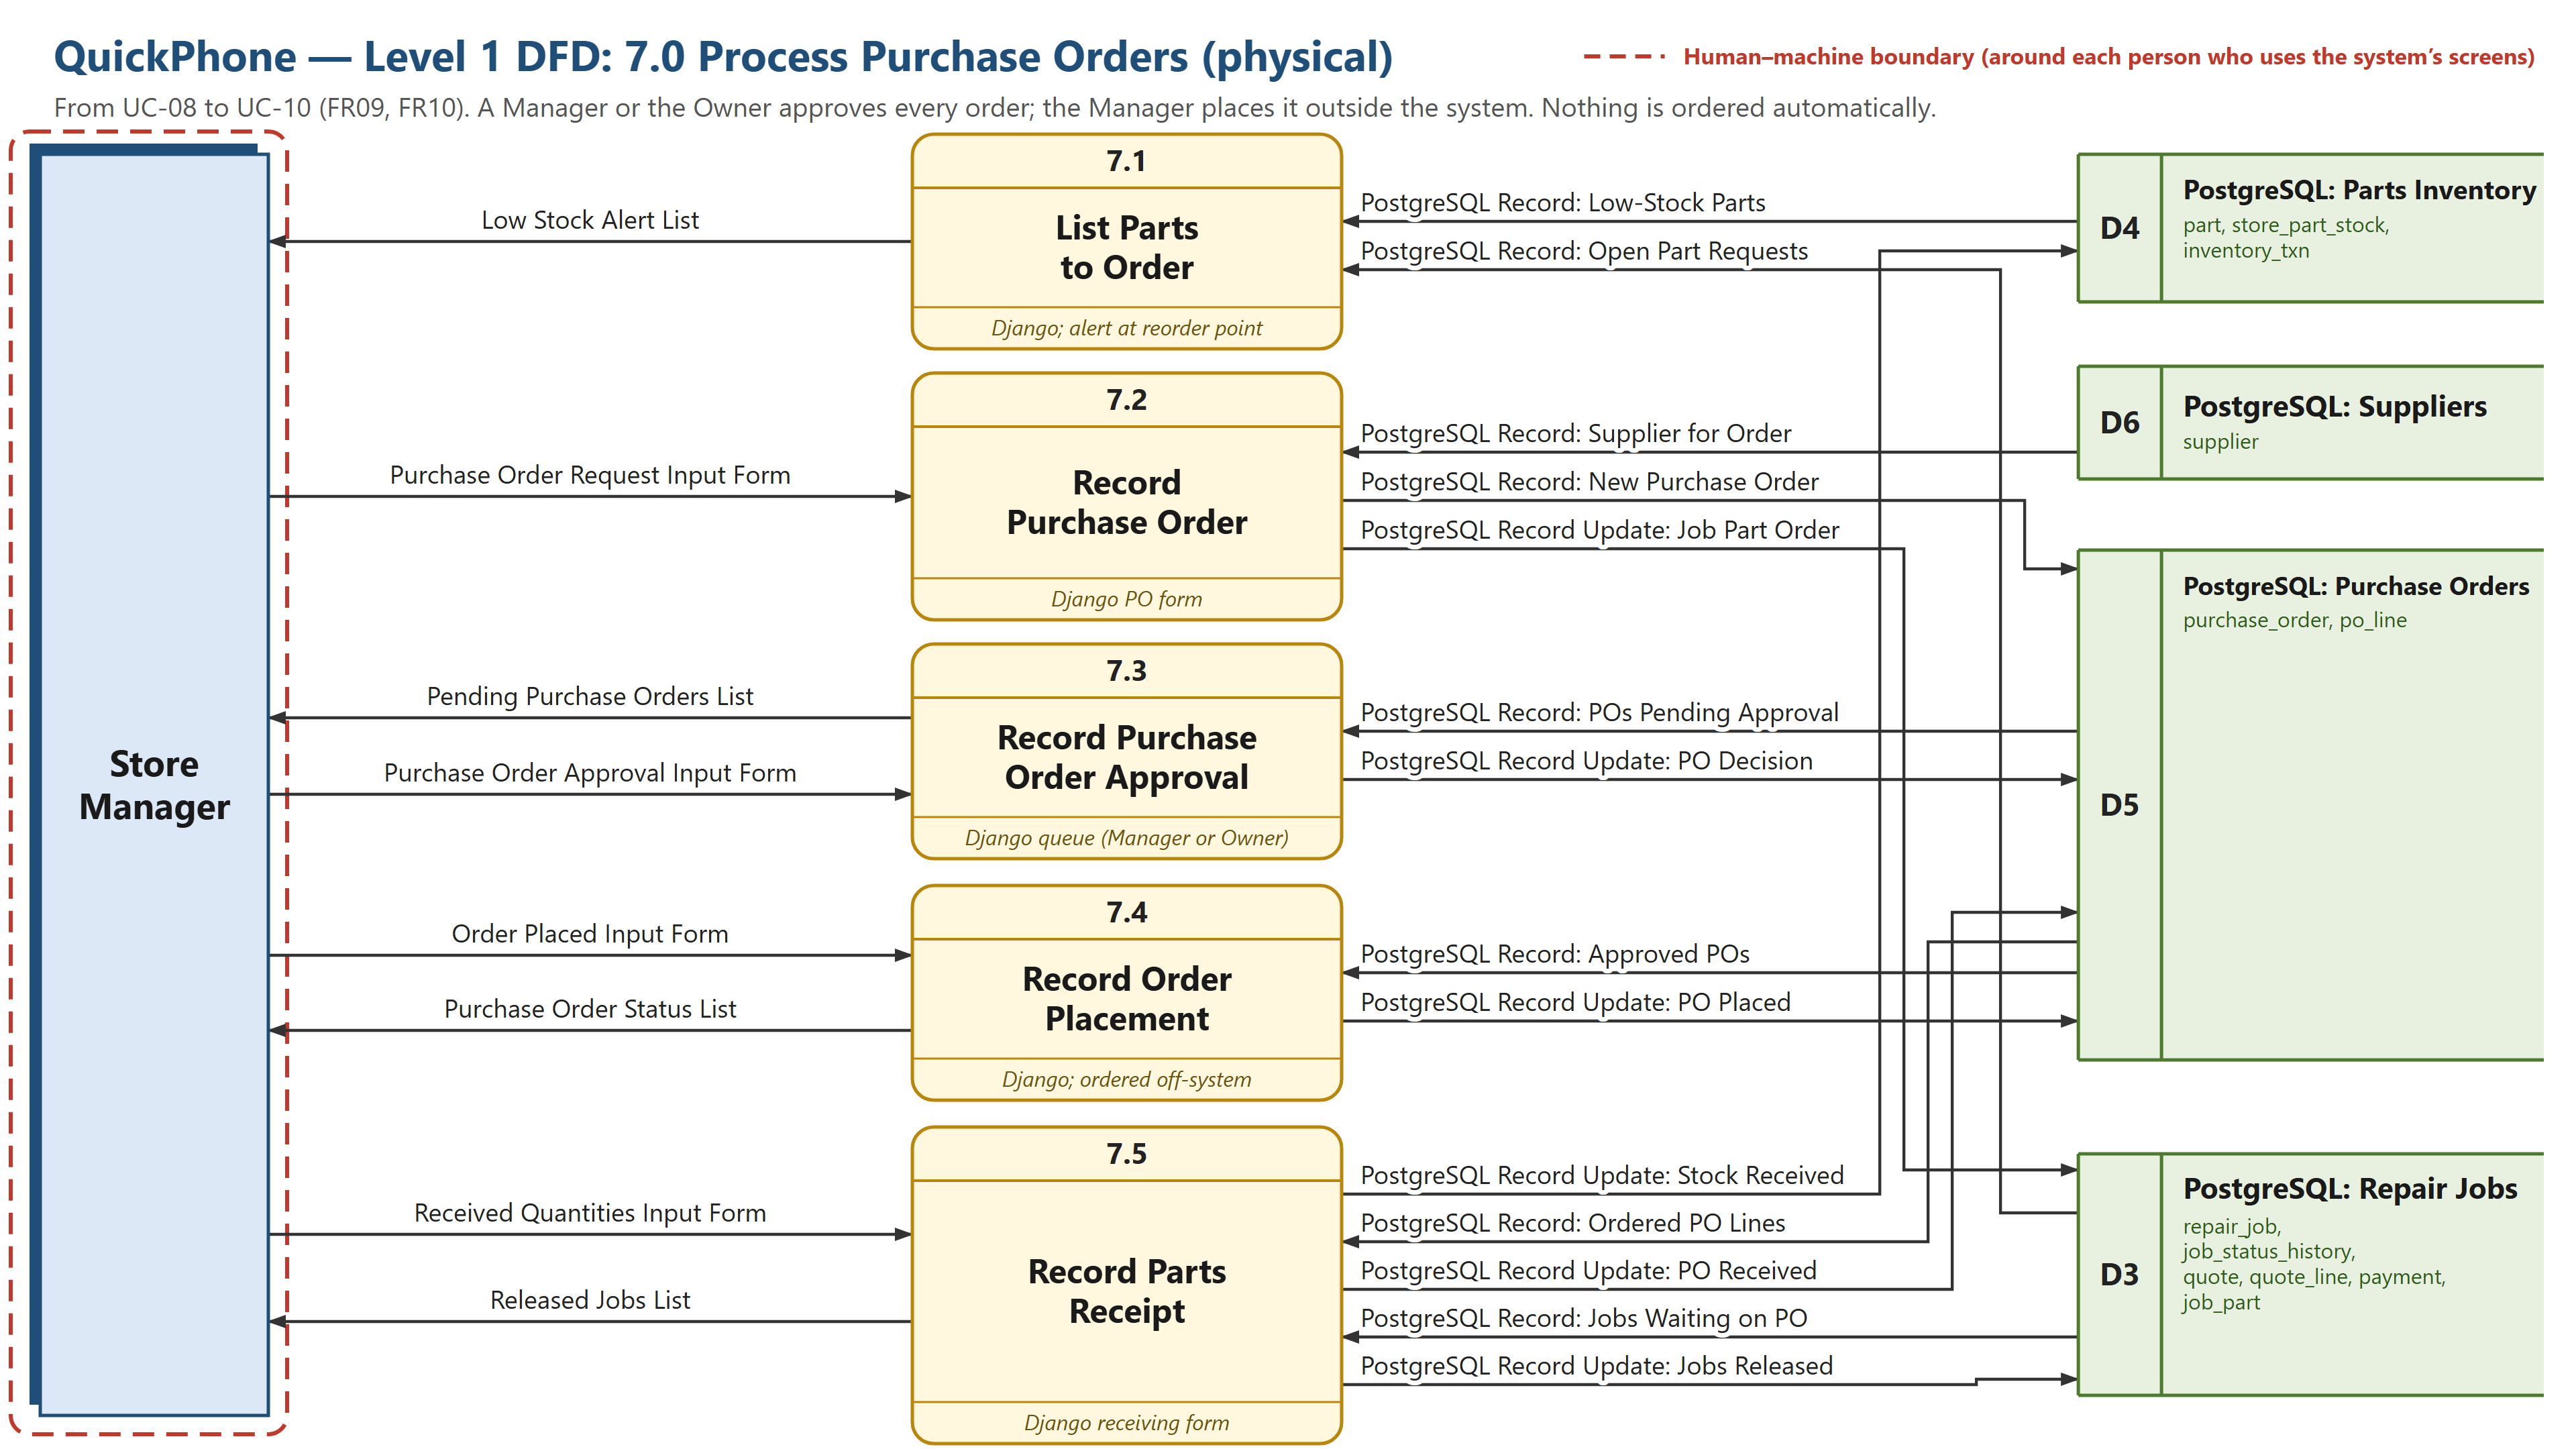 QuickPhone — Level 1 DFD: 7.0 Process Purchase Orders (physical)
Human–machine boundary (around each person who uses the system’s screens)
From UC-08 to UC-10 (FR09, FR10). A Manager or the Owner approves every order; the Manager places it outside the system. Nothing is ordered automatically.
Store
Manager
Low Stock Alert List
Purchase Order Request Input Form
Pending Purchase Orders List
Purchase Order Approval Input Form
Order Placed Input Form
Purchase Order Status List
Received Quantities Input Form
Released Jobs List
7.1
List Parts
to Order
Django; alert at reorder point
7.2
Record
Purchase Order
Django PO form
7.3
Record Purchase
Order Approval
Django queue (Manager or Owner)
7.4
Record Order
Placement
Django; ordered off-system
7.5
Record Parts
Receipt
Django receiving form
PostgreSQL Record: Low-Stock Parts
PostgreSQL Record: Open Part Requests
PostgreSQL Record: Supplier for Order
PostgreSQL Record: New Purchase Order
PostgreSQL Record Update: Job Part Order
PostgreSQL Record: POs Pending Approval
PostgreSQL Record Update: PO Decision
PostgreSQL Record: Approved POs
PostgreSQL Record Update: PO Placed
PostgreSQL Record Update: Stock Received
PostgreSQL Record: Ordered PO Lines
PostgreSQL Record Update: PO Received
PostgreSQL Record: Jobs Waiting on PO
PostgreSQL Record Update: Jobs Released
D4
PostgreSQL: Parts Inventory
part, store_part_stock,
inventory_txn
D6
PostgreSQL: Suppliers
supplier
D5
PostgreSQL: Purchase Orders
purchase_order, po_line
D3
PostgreSQL: Repair Jobs
repair_job,
job_status_history,
quote, quote_line, payment,
job_part